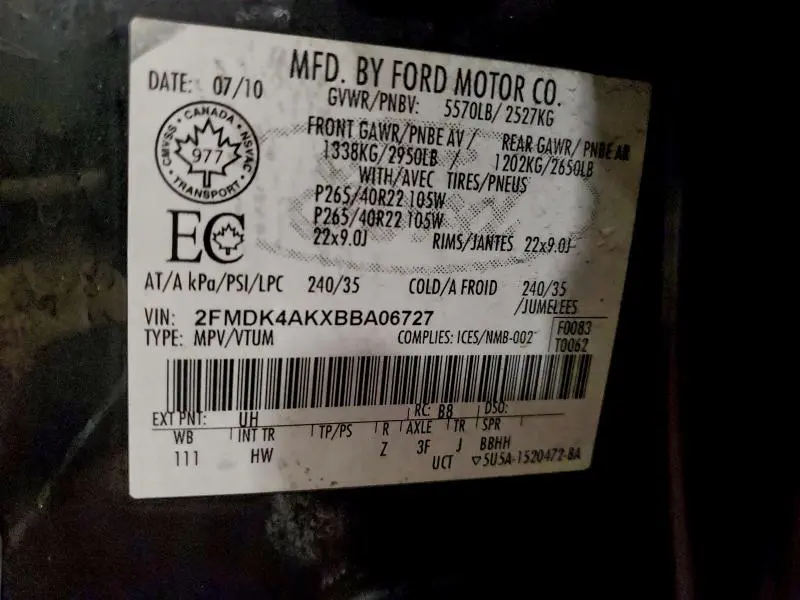 MFD. BY FORD MOTOR CO.
DATE: 07/10
GVWR/PNBV: 5570LB/ 2527KG
CANADA
CMVSS · NSVAC
977
TRANSPORT
FRONT GAWR/PNBE AV / REAR GAWR/ PNBE AR
1338KG/2950LB / 1202KG/2650LB
WITH/AVEC TIRES/PNEUS
P265/40R22 105W
P265/40R22 105W
22x9.0J RIMS/JANTES 22x9.0J
EC
AT/A kPa/PSI/LPC 240/35 COLD/A FROID 240/35
/JUMELEES
VIN: 2FMDK4AKXBBA06727
TYPE: MPV/VTUM COMPLIES: ICES/NMB-002
F0083
T0062
EXT PNT: UH RC: B8 DSO:
WB INT TR TP/PS R AXLE TR SPR
111 HW Z 3F J BBHH
UCT ▽5U5A-1520472-BA